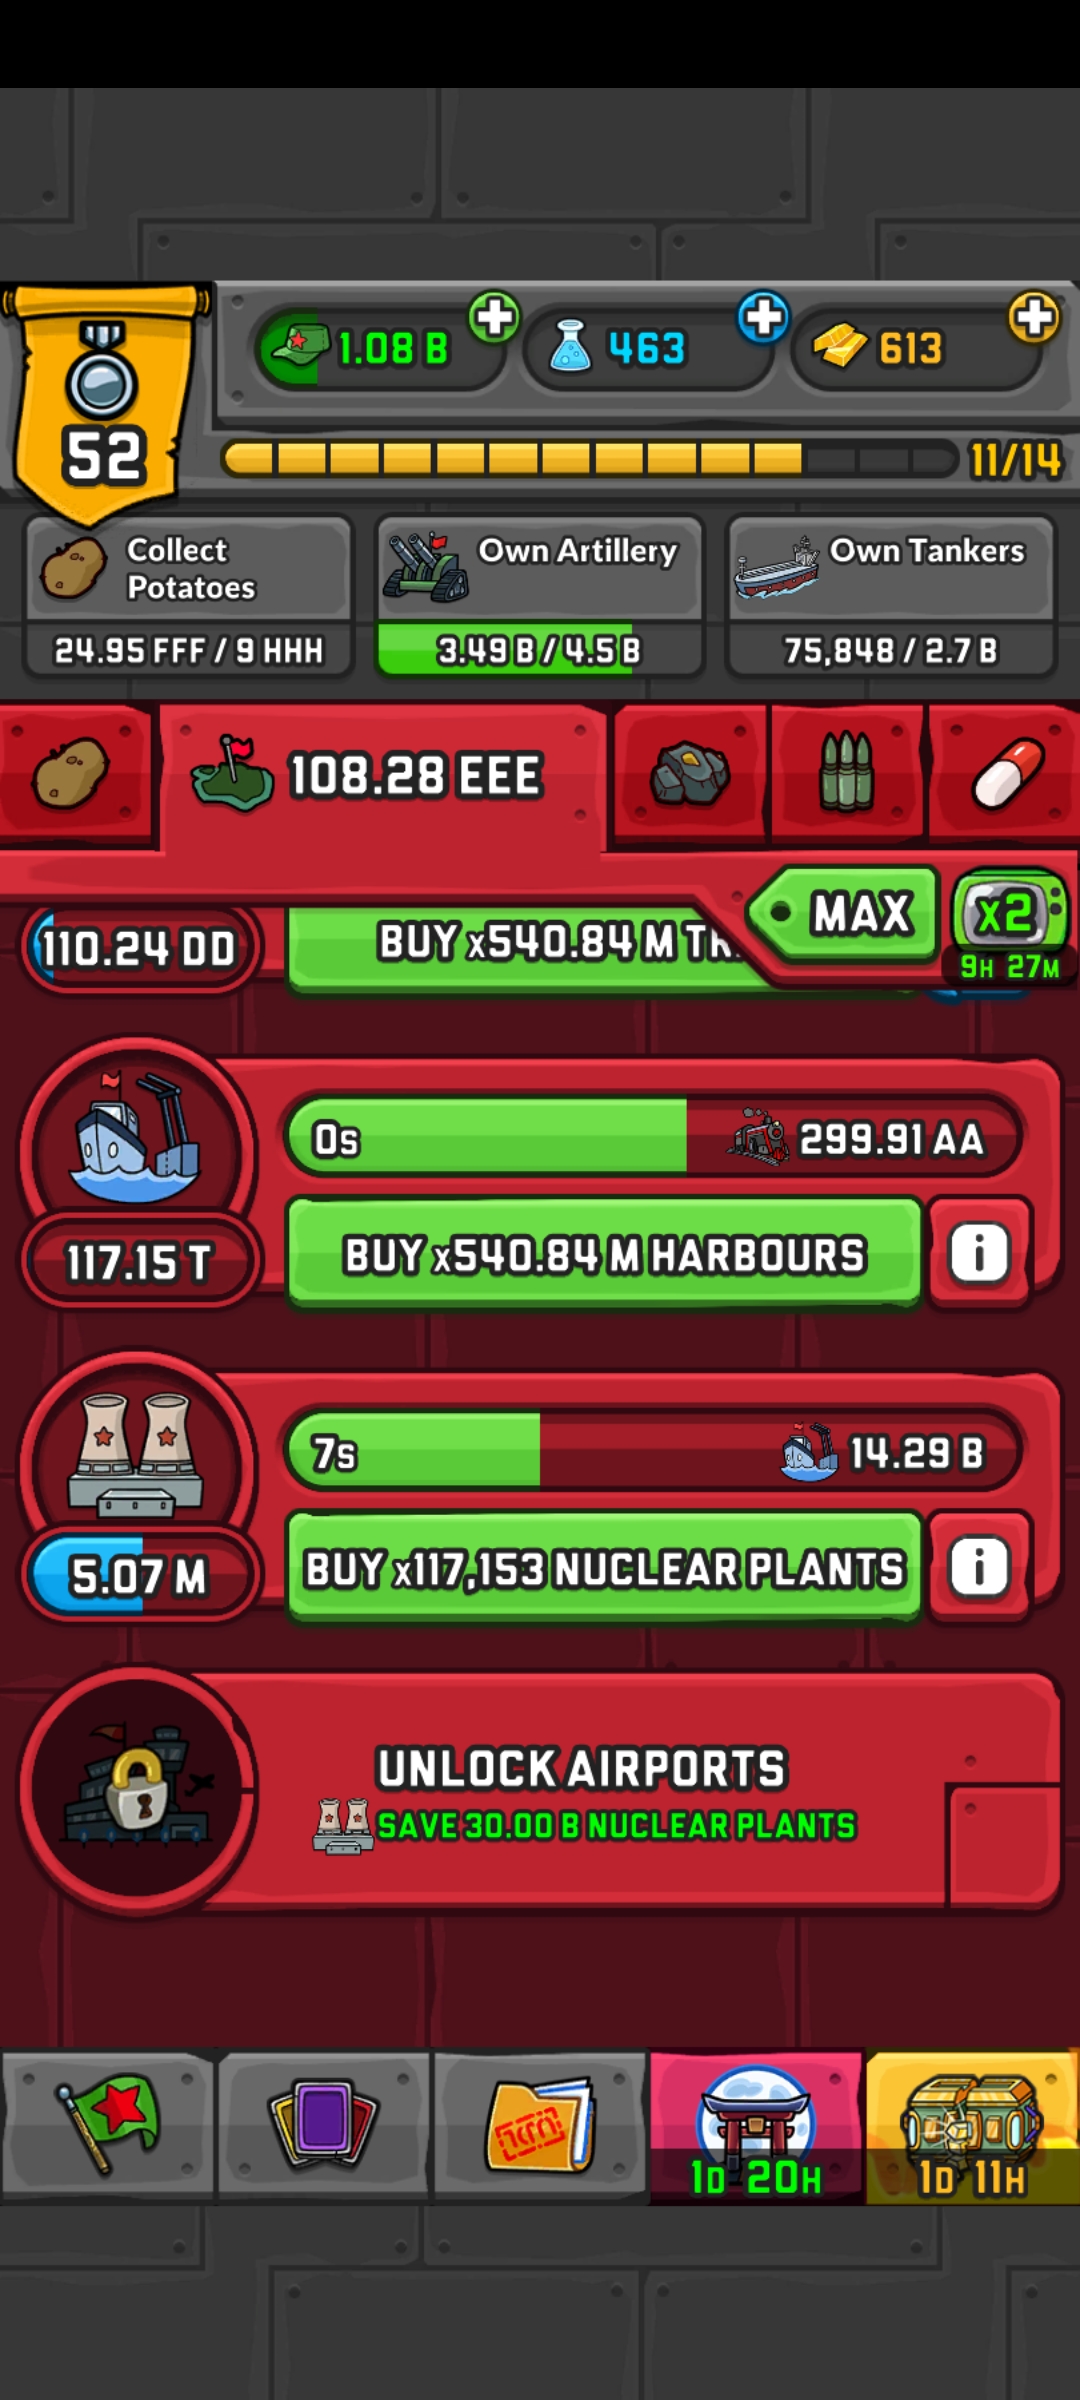 1.08 B
463
613
52
11/14
Collect
Potatoes
Own Artillery
Own Tankers
24.95 FFF / 9 HHH
3.49 B / 4.5 B
75,848 / 2.7 B
108.28 EEE
MAX
x2
9H 27M
110.24 DD
BUY x540.84 M TR
0s
299.91 AA
117.15 T
BUY x540.84 M HARBOURS
i
7s
14.29 B
5.07 M
BUY x117,153 NUCLEAR PLANTS
i
UNLOCK AIRPORTS
SAVE 30.00 B NUCLEAR PLANTS
1D 20H
1D 11H